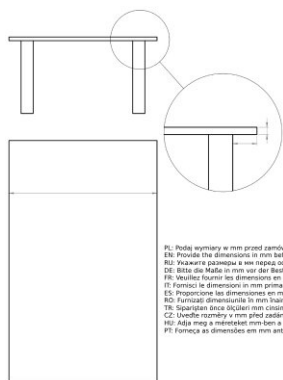 PL: Podaj wymiary w mm przed zamów
EN: Provide the dimensions in mm bef
RU: Укажите размеры в мм перед ос
DE: Bitte die Maße in mm vor der Best
FR: Veuillez fournir les dimensions en
IT: Fornisci le dimensioni in mm prima
ES: Proporcione las dimensiones en m
RO: Furnizați dimensiunile în mm înain
TR: Siparişten önce ölçüleri mm cinsin
CZ: Uveďte rozměry v mm před zadán
HU: Adja meg a méreteket mm-ben a
PT: Forneça as dimensões em mm ant